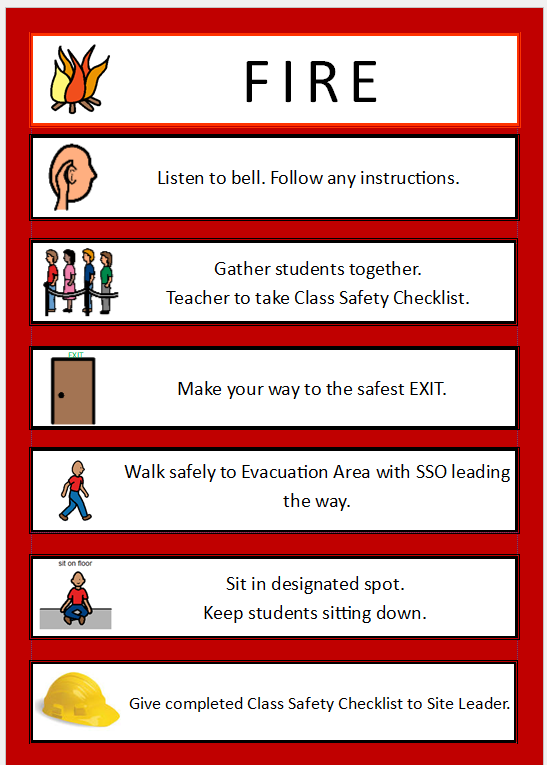 FIRE
Listen to bell. Follow any instructions.
Gather students together.
Teacher to take Class Safety Checklist.
EXIT
Make your way to the safest EXIT.
Walk safely to Evacuation Area with SSO leading
the way.
sit on floor
Sit in designated spot.
Keep students sitting down.
Give completed Class Safety Checklist to Site Leader.